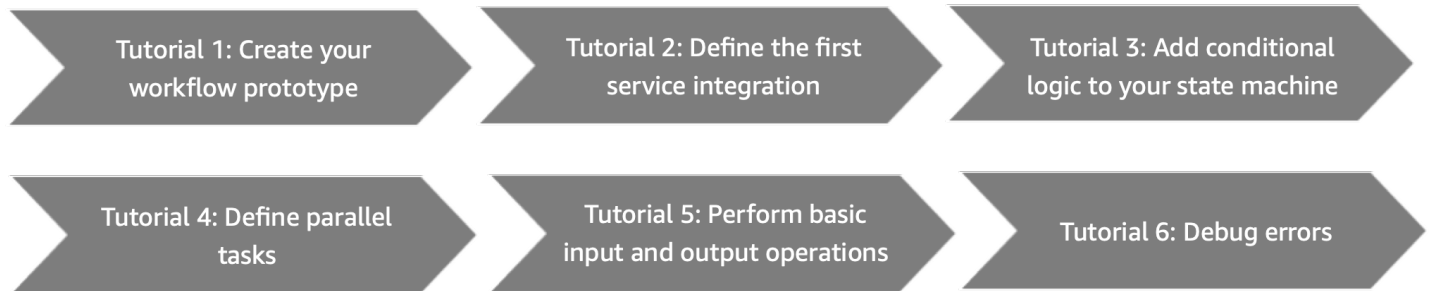 Tutorial 1: Create your
workflow prototype
Tutorial 2: Define the first
service integration
Tutorial 3: Add conditional
logic to your state machine
Tutorial 4: Define parallel
tasks
Tutorial 5: Perform basic
input and output operations
Tutorial 6: Debug errors